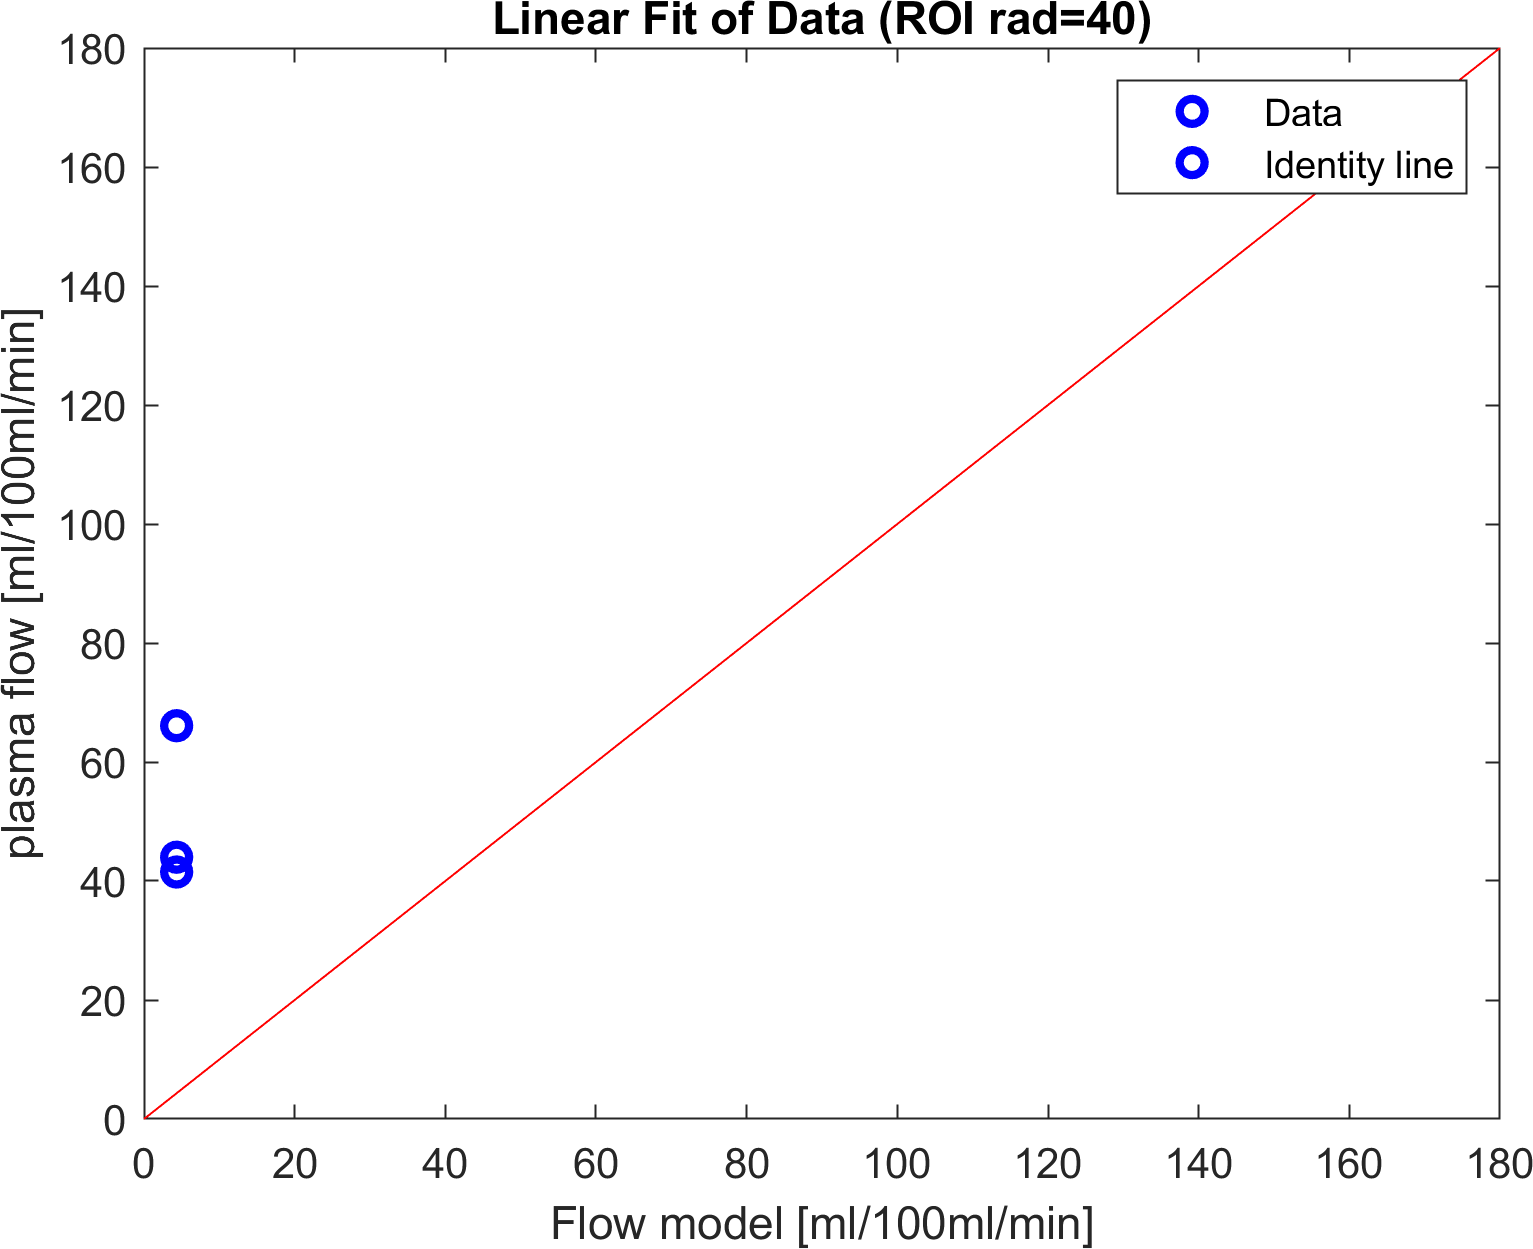 Linear Fit of Data (ROI rad=40)
180
160
140
120
100
80
60
40
20
0
plasma flow [ml/100ml/min]
Data
Identity line
0 20 40 60 80 100 120 140 160 180
Flow model [ml/100ml/min]